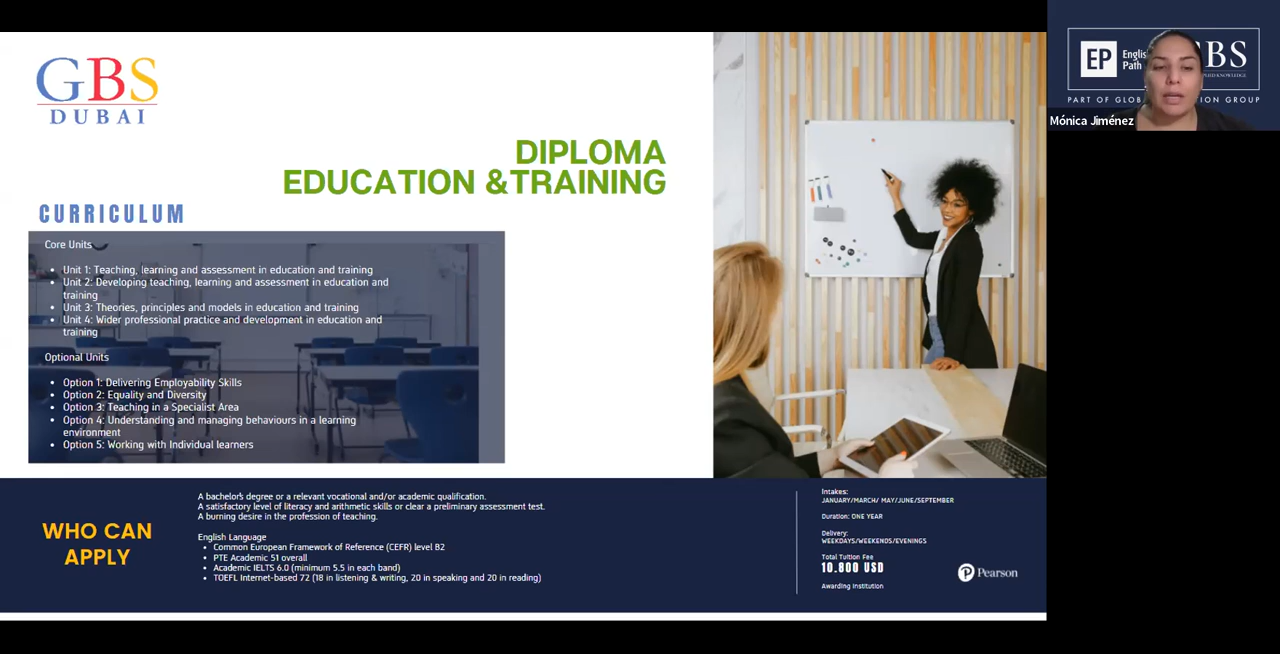 GBS
DUBAI
DIPLOMA
EDUCATION &TRAINING
CURRICULUM
Core Units
Unit 1: Teaching, learning and assessment in education and training
Unit 2: Developing teaching, learning and assessment in education and
training
Unit 3: Theories, principles and models in education and training
Unit 4: Wider professional practice and development in education and
training
Optional Units
Option 1: Delivering Employability Skills
Option 2: Equality and Diversity
Option 3: Teaching in a Specialist Area
Option 4: Understanding and managing behaviours in a learning
environment
Option 5: Working with Individual learners
WHO CAN
APPLY
A bachelor's degree or a relevant vocational and/or academic qualification.
A satisfactory level of literacy and arithmetic skills or clear a preliminary assessment test.
A burning desire in the profession of teaching.
English Language
Common European Framework of Reference (CEFR) level B2
PTE Academic 51 overall
Academic IELTS 6.0 (minimum 5.5 in each band)
TOEFL Internet-based 72 (18 in listening & writing, 20 in speaking and 20 in reading)
Intakes:
JANUARY/MARCH/ MAY/JUNE/SEPTEMBER
Duration: ONE YEAR
Delivery:
WEEKDAYS/WEEKENDS/EVENINGS
Total Tuition Fee
10.800 USD
Awarding Institution
Pearson
EP
Path
BS
PART OF
Mónica Jiménez